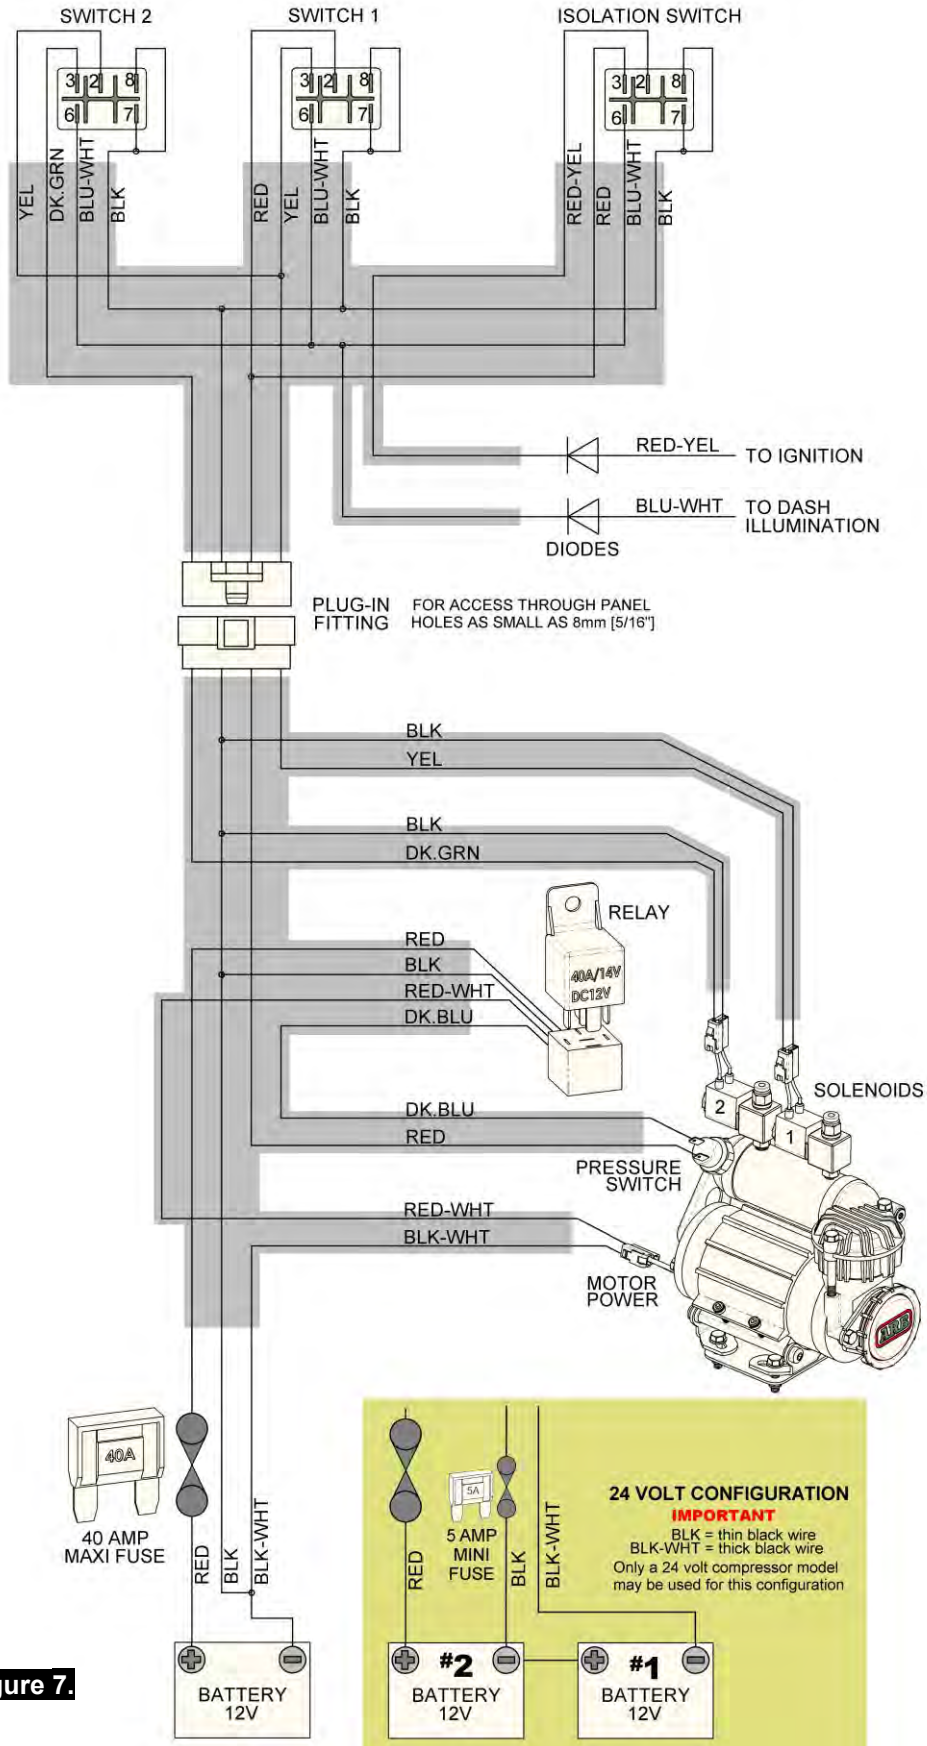 SWITCH 2
SWITCH 1
ISOLATION SWITCH
3 2 8
6 7
3 2 8
6 7
3 2 8
6 7
YEL
DK.GRN
BLU-WHT
BLK
RED
YEL
BLU-WHT
BLK
RED-YEL
RED
BLU-WHT
BLK
RED-YEL
TO IGNITION
BLU-WHT
TO DASH
ILLUMINATION
DIODES
PLUG-IN
FITTING
FOR ACCESS THROUGH PANEL
HOLES AS SMALL AS 8mm [5/16"]
BLK
YEL
BLK
DK.GRN
RELAY
40A/14V
DC12V
RED
BLK
RED-WHT
DK.BLU
SOLENOIDS
2
1
DK.BLU
RED
PRESSURE
SWITCH
RED-WHT
BLK-WHT
MOTOR
POWER
ARB
40A
40 AMP
MAXI FUSE
RED
BLK
BLK-WHT
BATTERY
12V
5A
5 AMP
MINI
FUSE
RED
BLK
BLK-WHT
24 VOLT CONFIGURATION
IMPORTANT
BLK = thin black wire
BLK-WHT = thick black wire
Only a 24 volt compressor model
may be used for this configuration
#2
BATTERY
12V
#1
BATTERY
12V
gure 7.